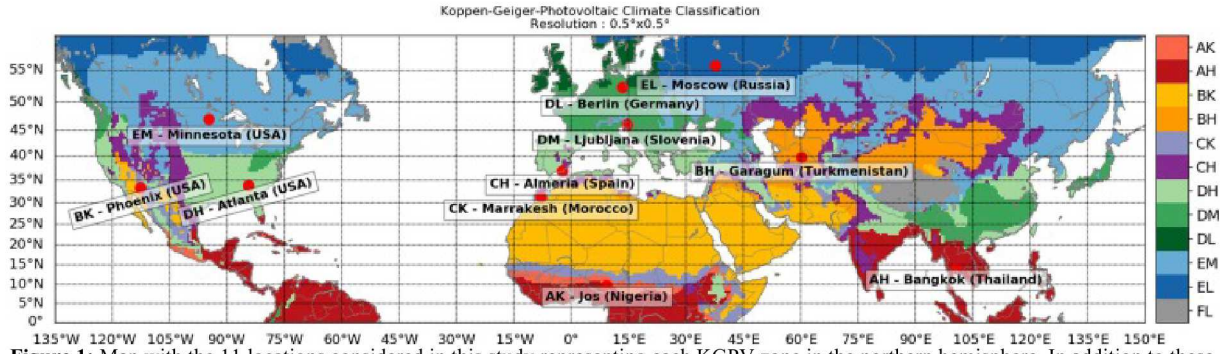 Koppen-Geiger-Photovoltaic Climate Classification
Resolution : 0.5°x0.5°
55°N
50°N
45°N
40°N
35°N
30°N
25°N
20°N
15°N
10°N
5°N
0°
EL - Moscow (Russia)
DL - Berlin (Germany)
EM - Minnesota (USA)
DM - Ljubljana (Slovenia)
BH - Garagum (Turkmenistan)
CH - Almeria (Spain)
BK - Phoenix (USA)
DH - Atlanta (USA)
CK - Marrakesh (Morocco)
AH - Bangkok (Thailand)
AK - Jos (Nigeria)
AK
AH
BK
BH
CK
CH
DH
DM
DL
EM
EL
FL
135°W 120°W 105°W 90°W 75°W 60°W 45°W 30°W 15°W 0° 15°E 30°E 45°E 60°E 75°E 90°E 105°E 120°E 135°E 150°E
Figure 1: Map with the 11 locations considered in this study representing each KGPV zone in the northern hemisphere. In addition to these